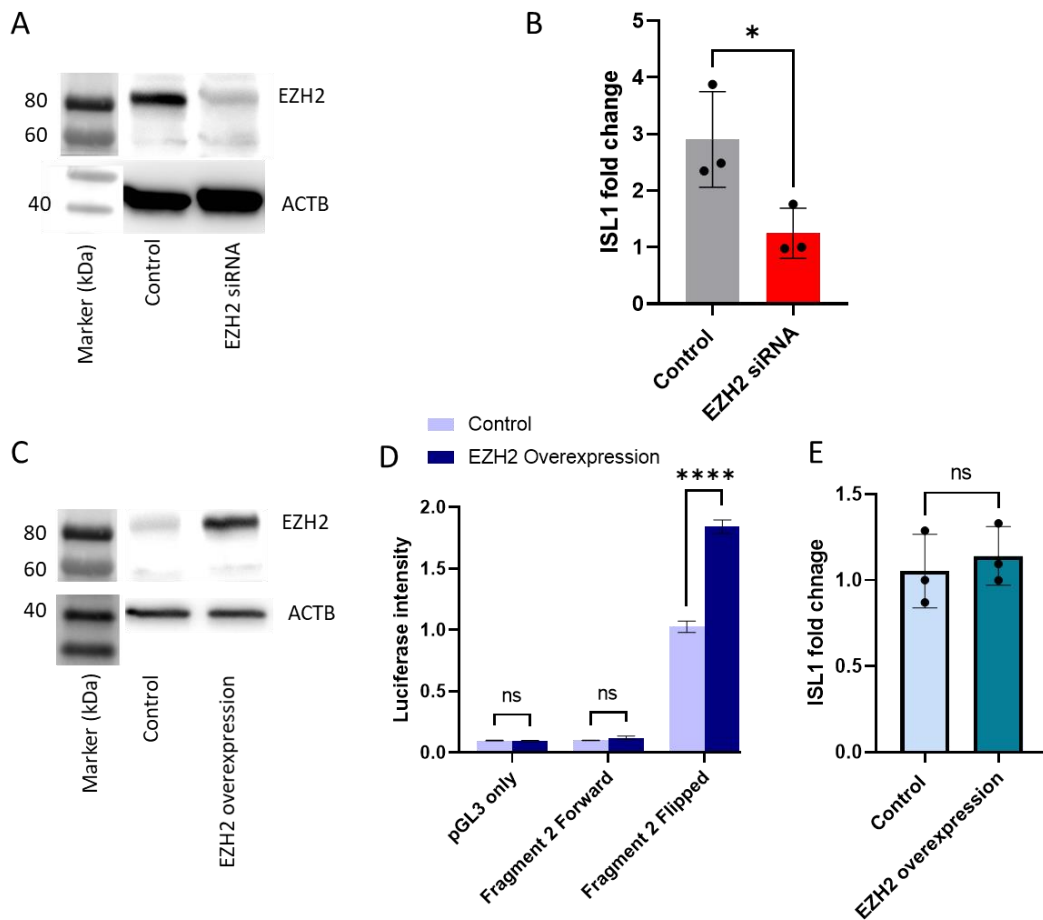 A
80
60
40
EZH2
ACTB
Marker (kDa)
Control
EZH2 siRNA
B
ISL1 fold change
5
4
3
2
1
0
*
Control
EZH2 siRNA
C
80
60
40
EZH2
ACTB
Marker (kDa)
Control
EZH2 overexpression
Control
EZH2 Overexpression
D
Luciferase intensity
2.0
1.5
1.0
0.5
0.0
ns
ns
****
pGL3 only
Fragment 2 Forward
Fragment 2 Flipped
E
ISL1 fold chnage
1.5
1.0
0.5
0.0
ns
Control
EZH2 overexpression